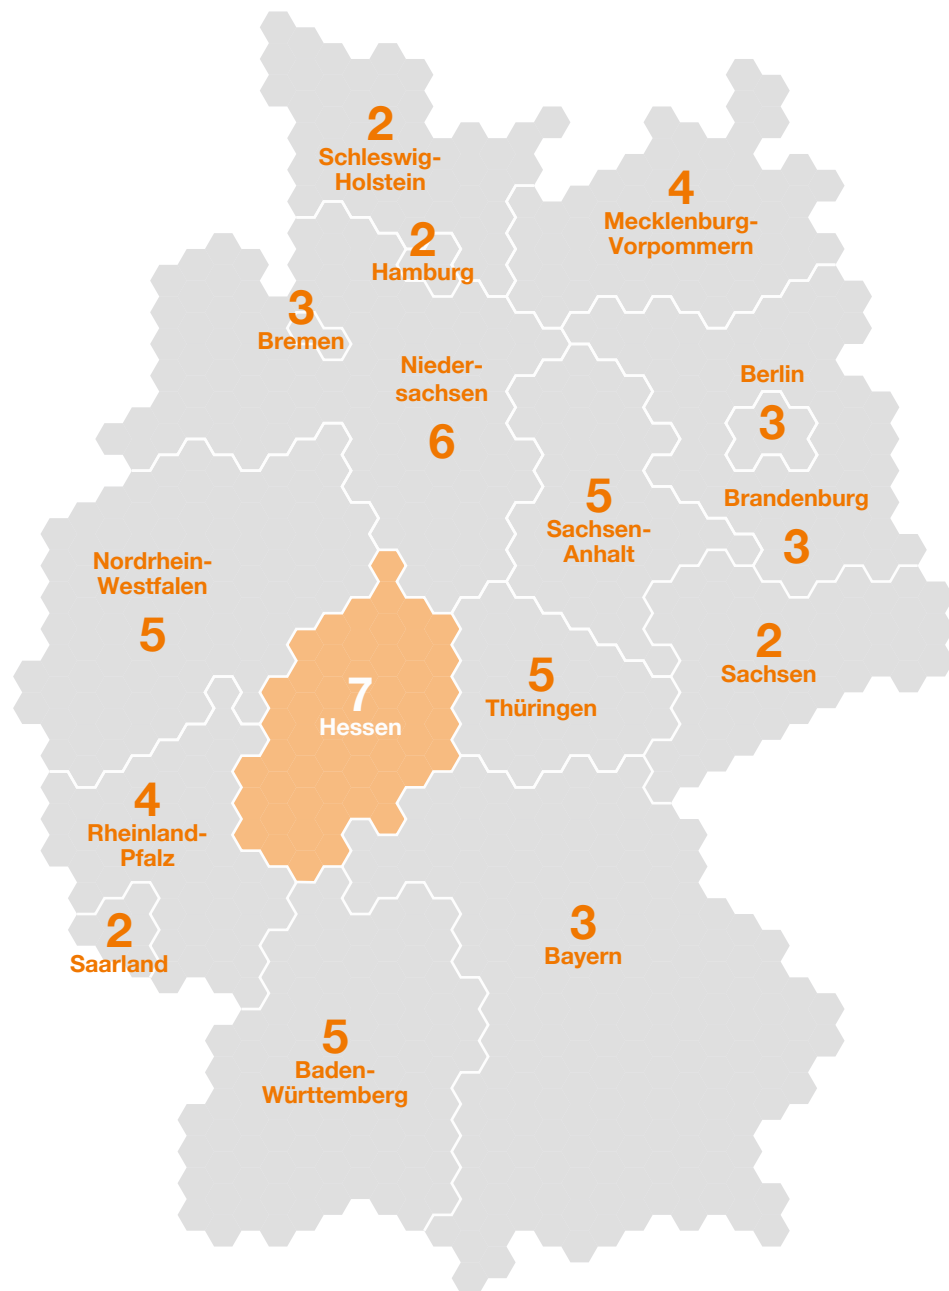 2
Schleswig-
Holstein
4
Mecklenburg-
Vorpommern
2
Hamburg
3
Bremen
Nieder-
sachsen
6
Berlin
3
5
Sachsen-
Anhalt
Brandenburg
3
Nordrhein-
Westfalen
5
2
Sachsen
5
Thüringen
7
Hessen
4
Rheinland-
Pfalz
2
Saarland
3
Bayern
5
Baden-
Württemberg